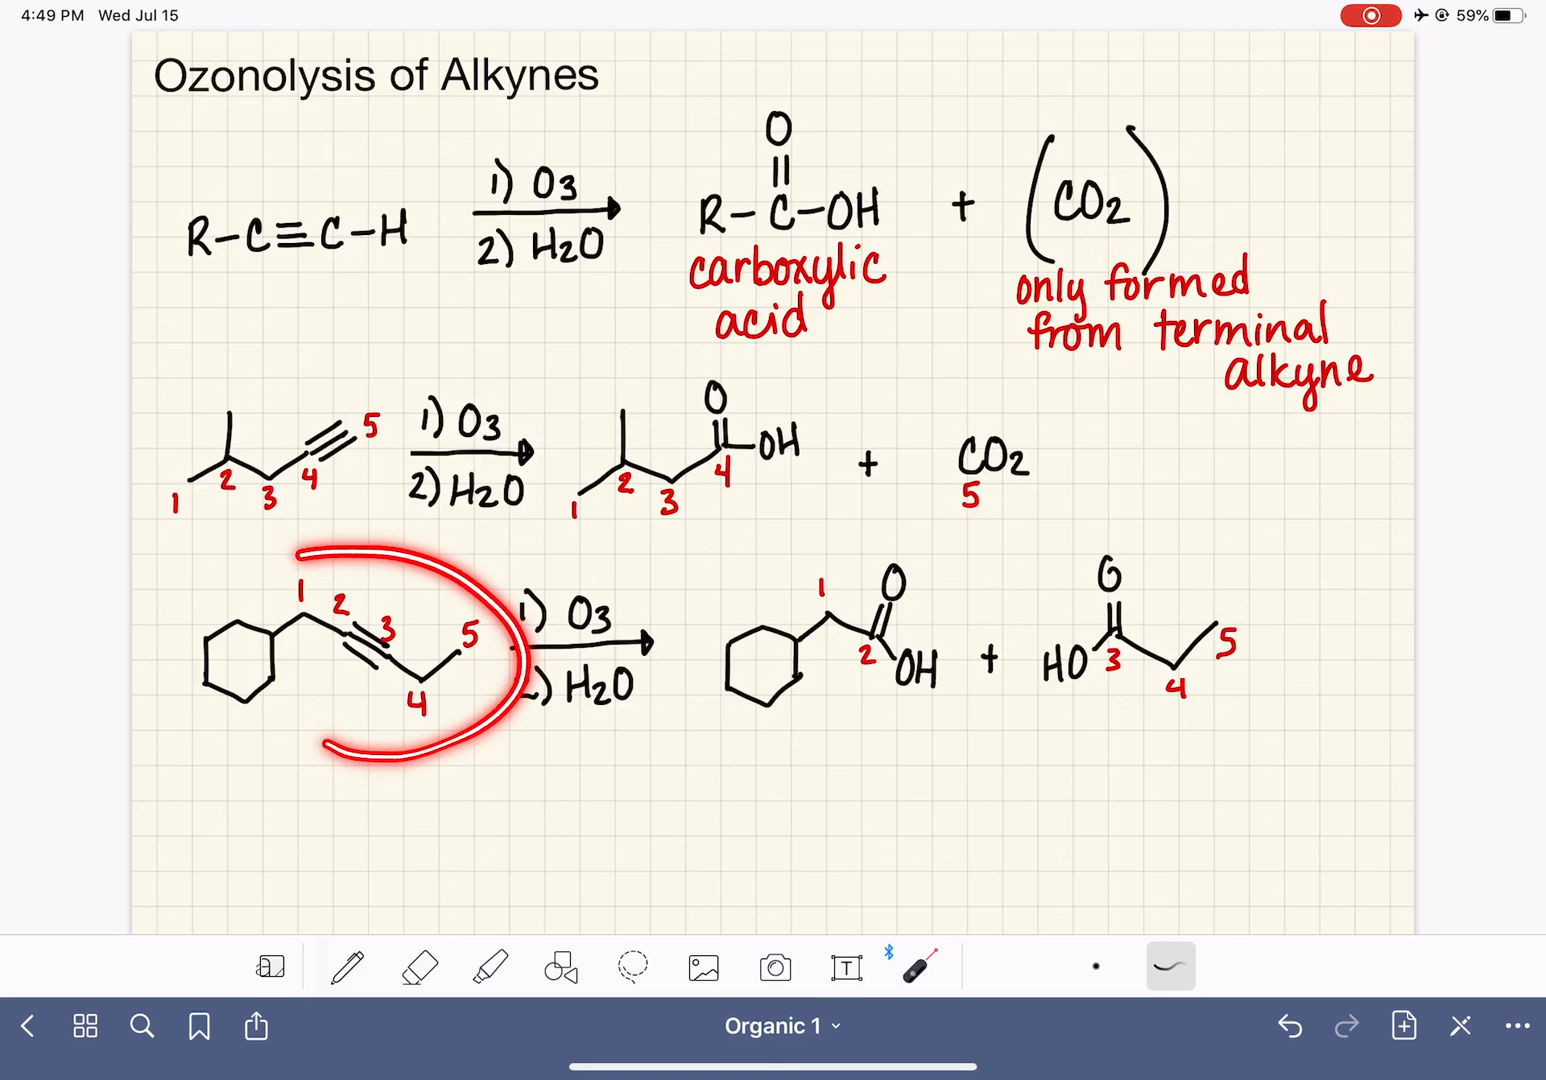 4:49 PM Wed Jul 15
59%
Ozonolysis of Alkynes
R-C≡C-H
1) O3
2) H2O
O
R-C-OH
carboxylic
acid
+
(CO2)
only formed
from terminal
alkyne
1 2 3 4 5
1) O3
2) H2O
O
OH
1 2 3 4
+
CO2
5
1 2 3 4 5
1) O3
2) H2O
O
OH
1 2
+
O
HO
3 4 5
T
Organic 1